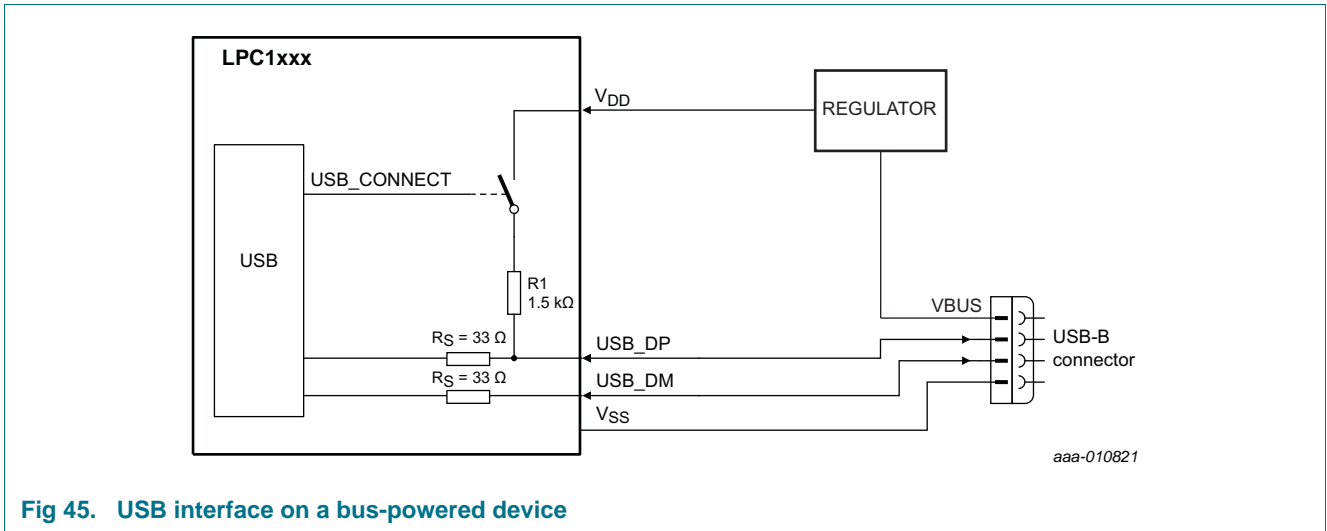 LPC1xxx
VDD
REGULATOR
USB_CONNECT
USB
R1
1.5 kΩ
VBUS
RS = 33 Ω
USB_DP
USB-B
connector
RS = 33 Ω
USB_DM
VSS
aaa-010821
Fig 45. USB interface on a bus-powered device